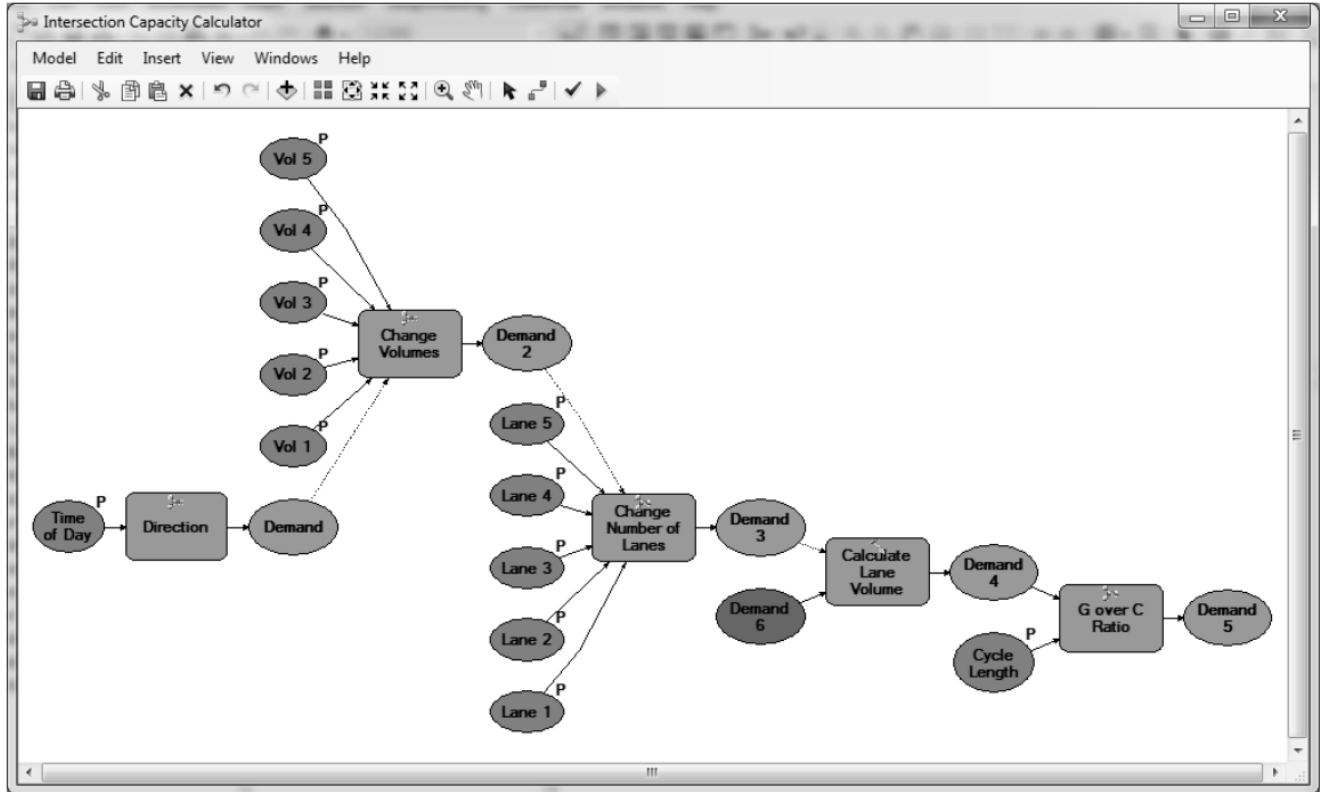 Intersection Capacity Calculator
Model Edit Insert View Windows Help
P
Vol 5
P
Vol 4
P
Vol 3
P
Vol 2
P
Vol 1
Change
Volumes
Demand
2
P
Time
of Day
Direction
Demand
P
Lane 5
P
Lane 4
P
Lane 3
P
Lane 2
P
Lane 1
Change
Number of
Lanes
Demand
3
Demand
6
Calculate
Lane
Volume
Demand
4
P
Cycle
Length
G over C
Ratio
Demand
5